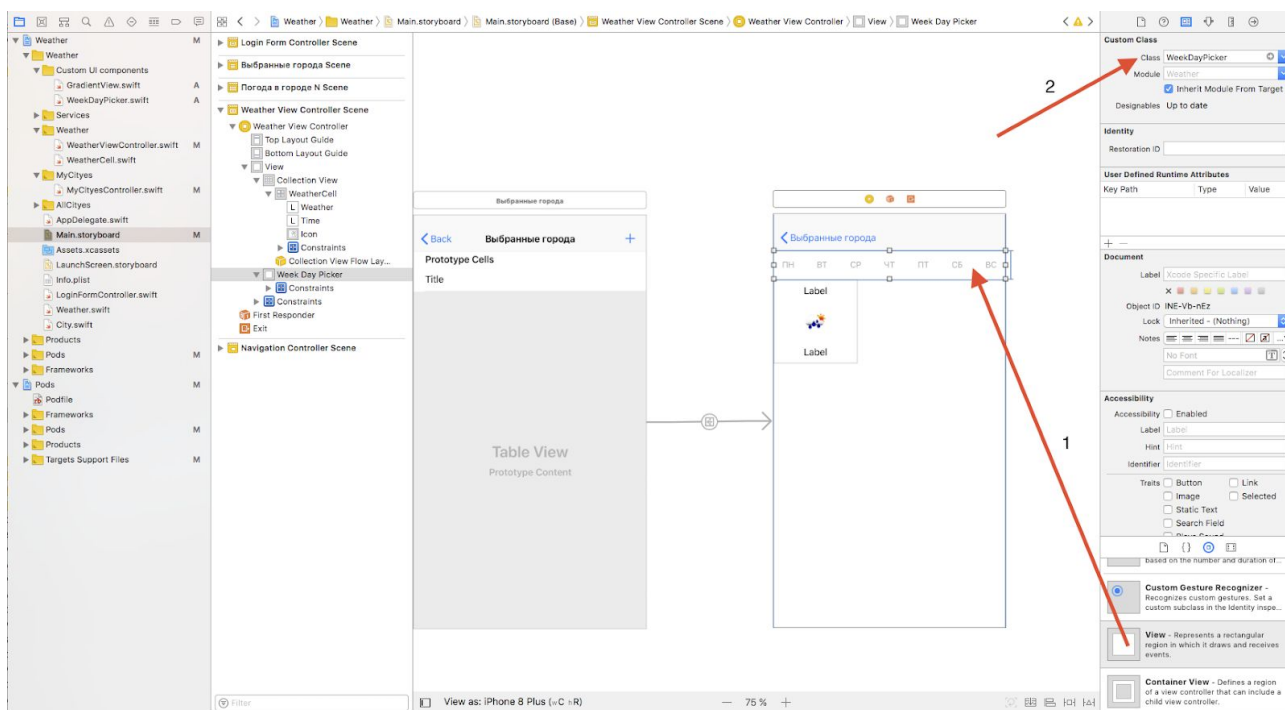 Weather
Weather
Main.storyboard
Main.storyboard (Base)
Weather View Controller Scene
Weather View Controller
View
Week Day Picker
Weather M
Weather
Custom UI components
GradientView.swift A
WeekDayPicker.swift A
Services
Weather
WeatherViewController.swift M
WeatherCell.swift
MyCityes
MyCityesController.swift M
AllCityes
AppDelegate.swift
Main.storyboard M
Assets.xcassets
LaunchScreen.storyboard
Info.plist
LoginFormController.swift
Weather.swift
City.swift
Products
Pods M
Frameworks
Pods M
Podfile
Frameworks
Pods M
Products
Targets Support Files M
Login Form Controller Scene
Выбранные города Scene
Погода в городе N Scene
Weather View Controller Scene
Weather View Controller
Top Layout Guide
Bottom Layout Guide
View
Collection View
WeatherCell
L Weather
L Time
Icon
Constraints
Collection View Flow Lay...
Week Day Picker
Constraints
Constraints
First Responder
Exit
Navigation Controller Scene
Filter
Выбранные города
Back Выбранные города +
Prototype Cells
Title
Table View
Prototype Content
Выбранные города
ПН ВТ СР ЧТ ПТ СБ ВС
Label
Label
2
1
View as: iPhone 8 Plus (wC hR)
— 75 % +
Custom Class
Class WeekDayPicker
Module Weather
Inherit Module From Target
Designables Up to date
Identity
Restoration ID
User Defined Runtime Attributes
Key Path Type Value
+ —
Document
Label Xcode Specific Label
Object ID INE-Vb-nEz
Lock Inherited - (Nothing)
Notes
No Font
Comment For Localizer
Accessibility
Accessibility Enabled
Label Label
Hint Hint
Identifier Identifier
Traits Button Link
Image Selected
Static Text
Search Field
based on the number and duration of...
Custom Gesture Recognizer -
Recognizes custom gestures. Set a
custom subclass in the Identity inspe...
View - Represents a rectangular
region in which it draws and receives
events.
Container View - Defines a region
of a view controller that can include a
child view controller.